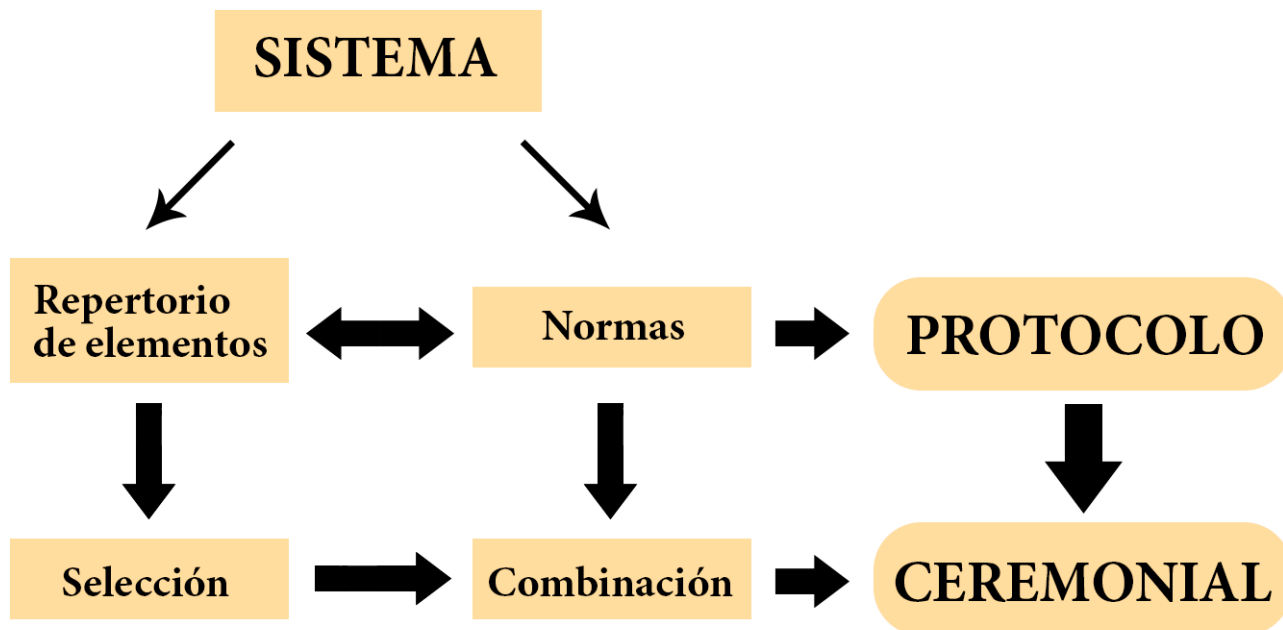 SISTEMA
Repertorio
de elementos
Normas
PROTOCOLO
Selección
Combinación
CEREMONIAL